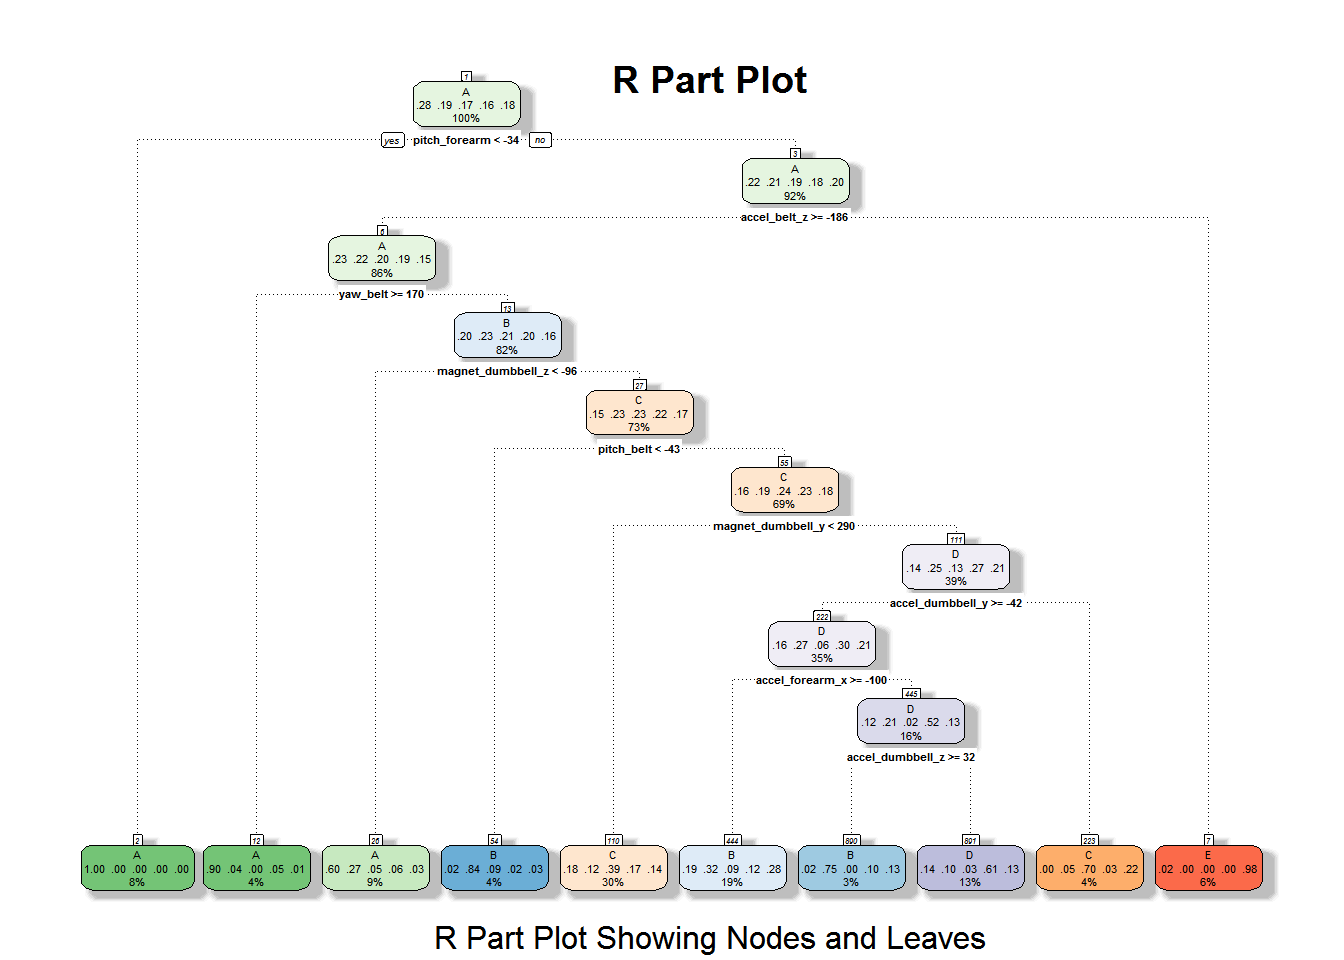 R Part Plot
1
A
.28 .19 .17 .16 .18
100%
yes pitch_forearm < -34 no
3
A
.22 .21 .19 .18 .20
92%
accel_belt_z >= -186
6
A
.23 .22 .20 .19 .15
86%
yaw_belt >= 170
13
B
.20 .23 .21 .20 .16
82%
magnet_dumbbell_z < -96
27
C
.15 .23 .23 .22 .17
73%
pitch_belt < -43
55
C
.16 .19 .24 .23 .18
69%
magnet_dumbbell_y < 290
111
D
.14 .25 .13 .27 .21
39%
accel_dumbbell_y >= -42
222
D
.16 .27 .06 .30 .21
35%
accel_forearm_x >= -100
445
D
.12 .21 .02 .52 .13
16%
accel_dumbbell_z >= 32
2
A
1.00 .00 .00 .00 .00
8%
12
A
.90 .04 .00 .05 .01
4%
26
A
.60 .27 .05 .06 .03
9%
54
B
.02 .84 .09 .02 .03
4%
110
C
.18 .12 .39 .17 .14
30%
444
B
.19 .32 .09 .12 .28
19%
890
B
.02 .75 .00 .10 .13
3%
891
D
.14 .10 .03 .61 .13
13%
223
C
.00 .05 .70 .03 .22
4%
7
E
.02 .00 .00 .00 .98
6%
R Part Plot Showing Nodes and Leaves